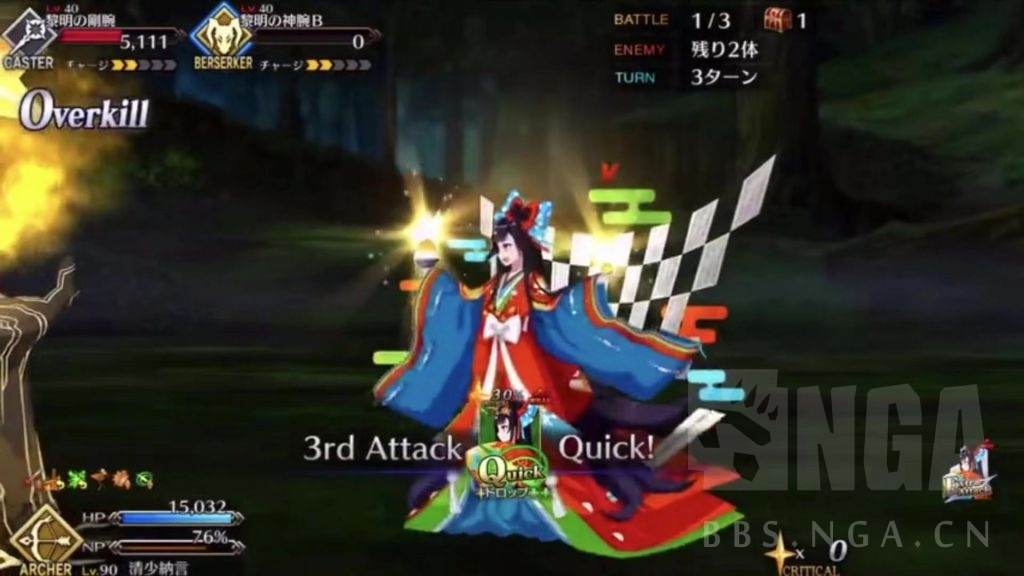 Lv. 40
黎明の剛腕
5,111
CASTER チャージ
Lv. 40
黎明の神腕B
0
BERSERKER チャージ
BATTLE 1/3 1
ENEMY 残り2体
TURN 3ターン
Overkill
30%
3rd Attack Quick!
Quick
ドロップ
NGA
BBS.NGA.CN
HP 15,032
NP 76%
ARCHER Lv.90 清少納言
x 0
CRITICAL